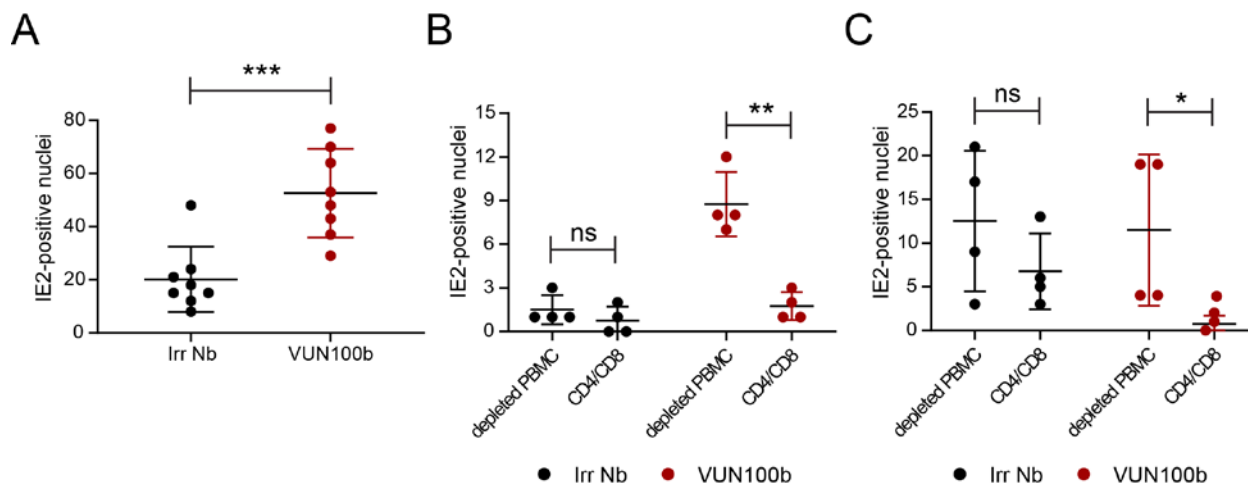 A
***
IE2-positive nuclei
80
60
40
20
0
Irr Nb
VUN100b
B
**
ns
IE2-positive nuclei
15
12
9
6
3
0
depleted PBMC
CD4/CD8
depleted PBMC
CD4/CD8
Irr Nb
VUN100b
C
ns
*
IE2-positive nuclei
25
20
15
10
5
0
depleted PBMC
CD4/CD8
depleted PBMC
CD4/CD8
Irr Nb
VUN100b